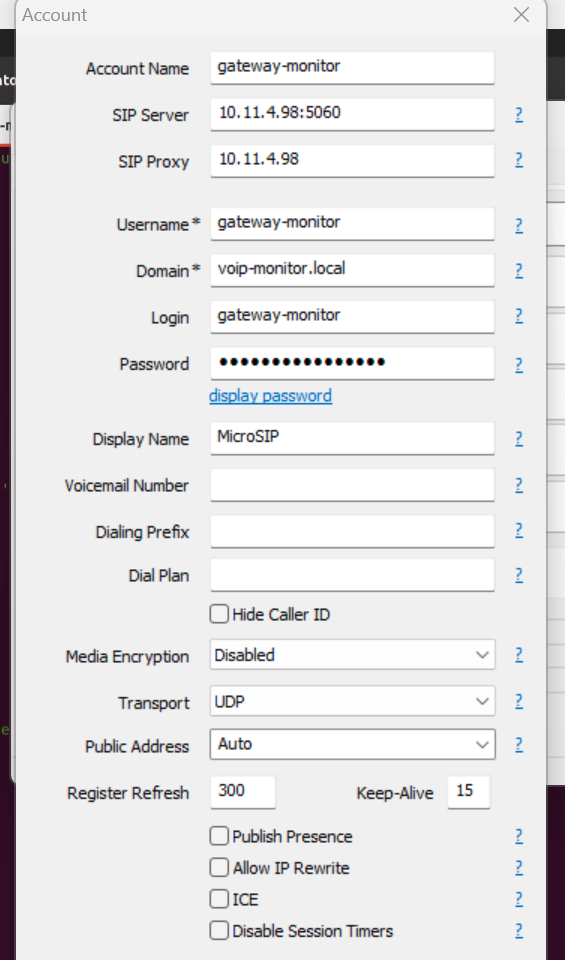 Account
Account Name gateway-monitor
SIP Server 10.11.4.98:5060 ?
SIP Proxy 10.11.4.98 ?
Username* gateway-monitor ?
Domain* voip-monitor.local ?
Login gateway-monitor ?
Password •••••••••••••••• ?
display password
Display Name MicroSIP ?
Voicemail Number ?
Dialing Prefix ?
Dial Plan ?
Hide Caller ID
Media Encryption Disabled ?
Transport UDP ?
Public Address Auto ?
Register Refresh 300 Keep-Alive 15 ?
Publish Presence ?
Allow IP Rewrite ?
ICE ?
Disable Session Timers ?